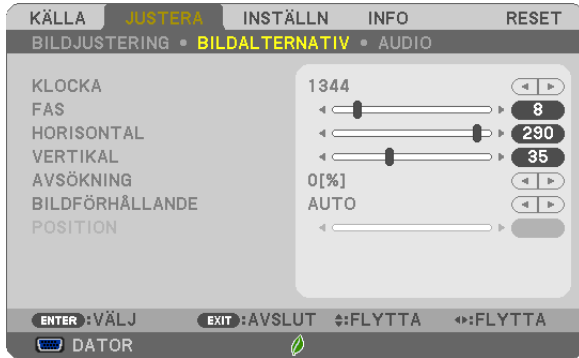 KÄLLA JUSTERA INSTÄLLN INFO RESET
BILDJUSTERING • BILDALTERNATIV • AUDIO
KLOCKA 1344
FAS 8
HORISONTAL 290
VERTIKAL 35
AVSÖKNING 0[%]
BILDFÖRHÅLLANDE AUTO
POSITION
ENTER:VÄLJ EXIT:AVSLUT :FLYTTA :FLYTTA
DATOR